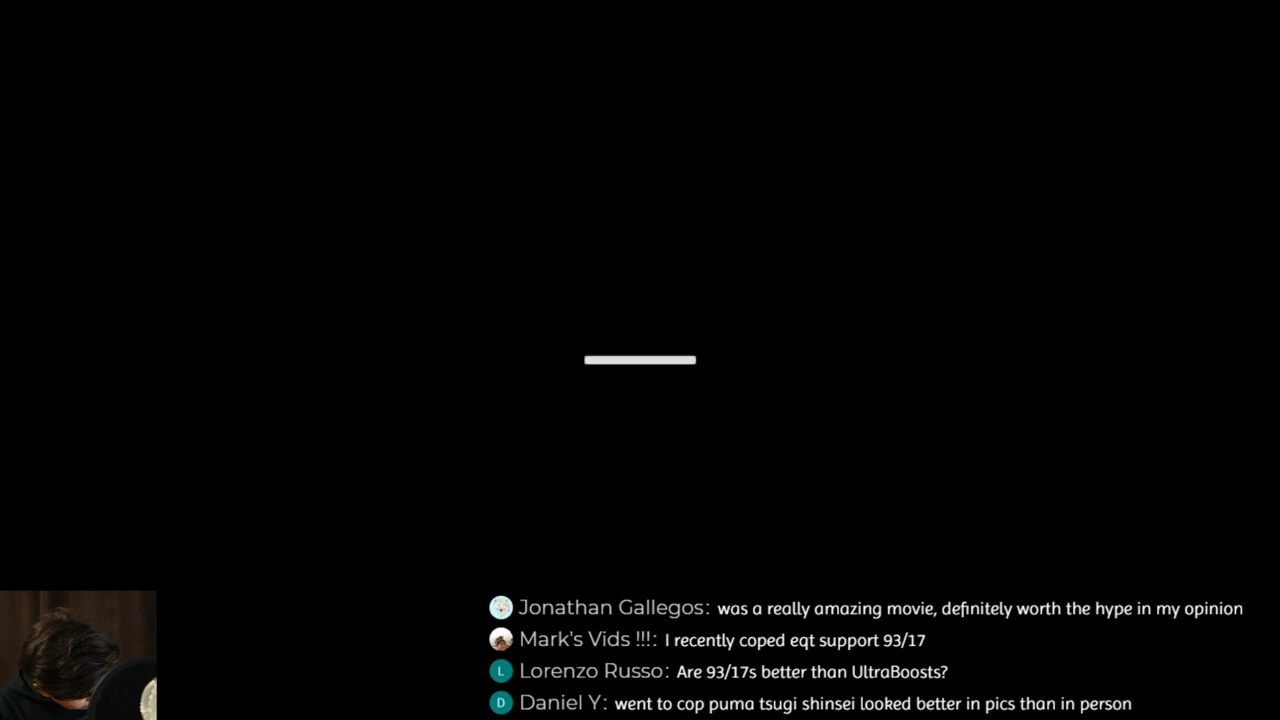 Jonathan Gallegos: was a really amazing movie, definitely worth the hype in my opinion
Mark's Vids !!!: I recently coped eqt support 93/17
L Lorenzo Russo: Are 93/17s better than UltraBoosts?
D Daniel Y: went to cop puma tsugi shinsei looked better in pics than in person